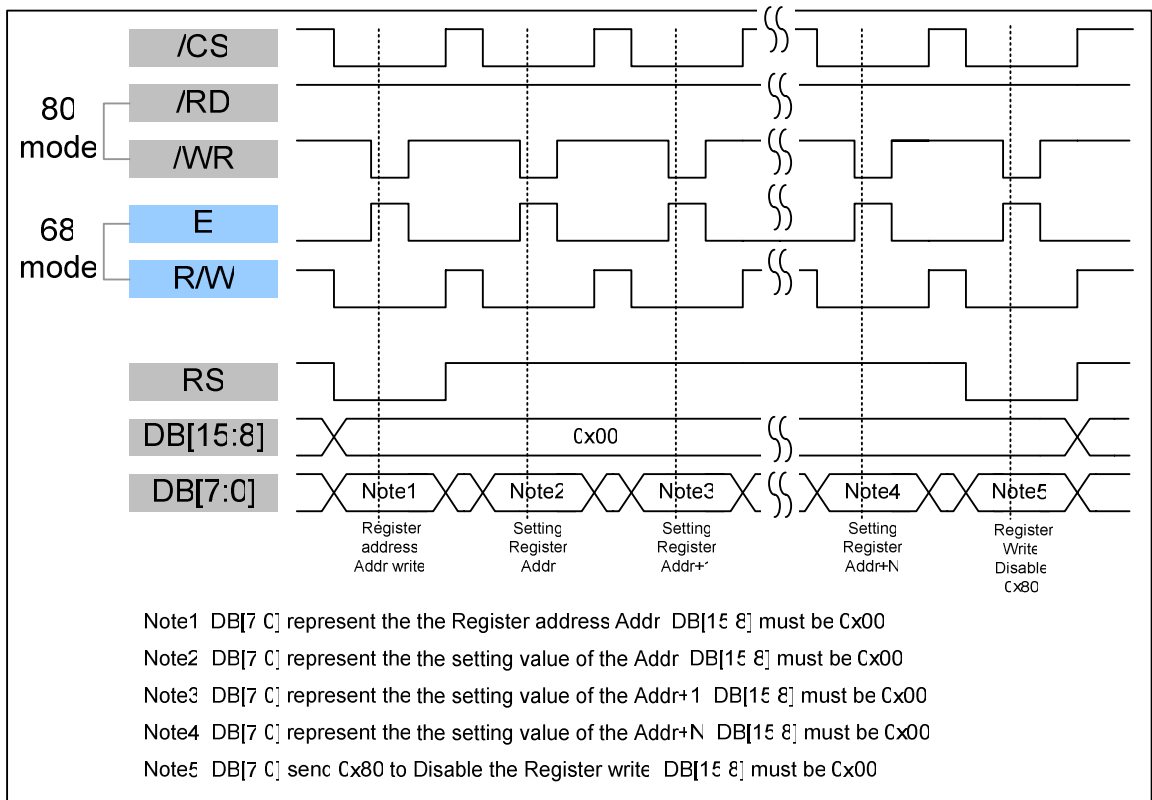 /CS
80 mode
/RD
/WR
68 mode
E
R/W
RS
DB[15:8]
0x00
DB[7:0]
Note1
Note2
Note3
Note4
Note5
Register address Addr write
Setting Register Addr
Setting Register Addr+1
Setting Register Addr+N
Register Write Disable 0x80
Note1 DB[7 0] represent the the Register address Addr DB[15 8] must be 0x00
Note2 DB[7 0] represent the the setting value of the Addr DB[15 8] must be 0x00
Note3 DB[7 0] represent the the setting value of the Addr+1 DB[15 8] must be 0x00
Note4 DB[7 0] represent the the setting value of the Addr+N DB[15 8] must be 0x00
Note5 DB[7 0] send 0x80 to Disable the Register write DB[15 8] must be 0x00